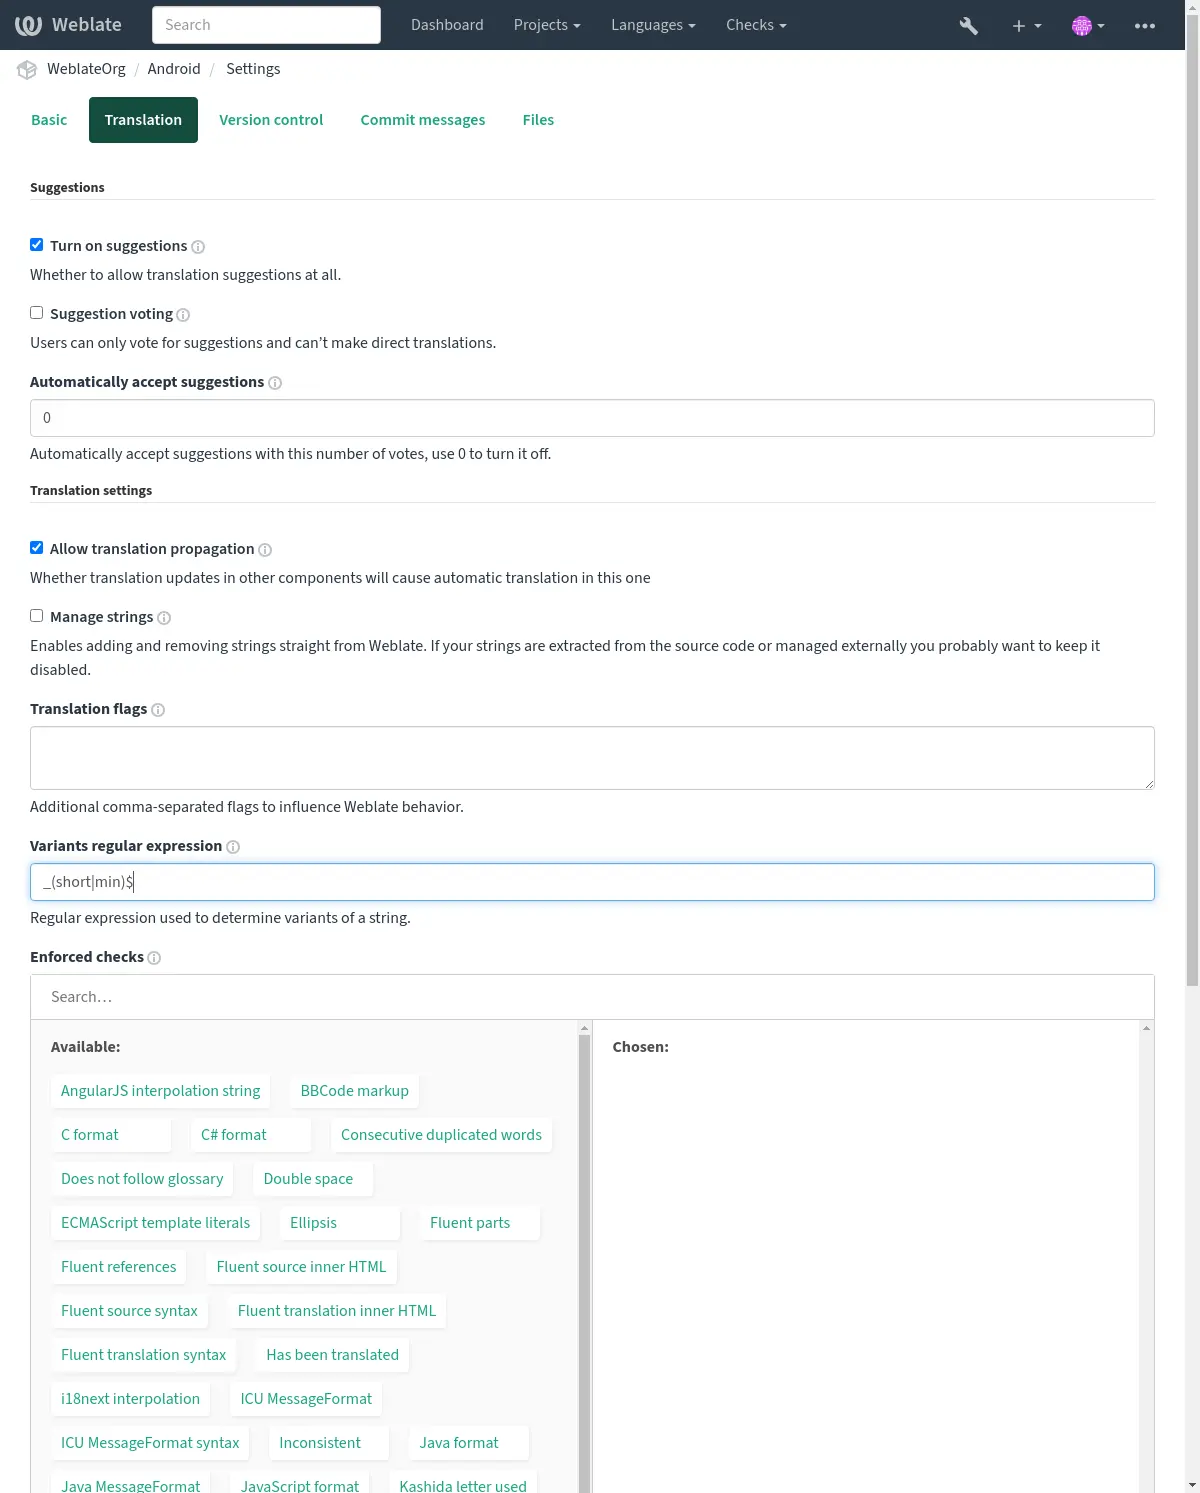 Weblate
Search
Dashboard
Projects
Languages
Checks
WeblateOrg / Android / Settings
Basic
Translation
Version control
Commit messages
Files
Suggestions
Turn on suggestions
Whether to allow translation suggestions at all.
Suggestion voting
Users can only vote for suggestions and can’t make direct translations.
Automatically accept suggestions
0
Automatically accept suggestions with this number of votes, use 0 to turn it off.
Translation settings
Allow translation propagation
Whether translation updates in other components will cause automatic translation in this one
Manage strings
Enables adding and removing strings straight from Weblate. If your strings are extracted from the source code or managed externally you probably want to keep it
disabled.
Translation flags
Additional comma-separated flags to influence Weblate behavior.
Variants regular expression
_(short|min)$
Regular expression used to determine variants of a string.
Enforced checks
Search…
Available:
Chosen:
AngularJS interpolation string
BBCode markup
C format
C# format
Consecutive duplicated words
Does not follow glossary
Double space
ECMAScript template literals
Ellipsis
Fluent parts
Fluent references
Fluent source inner HTML
Fluent source syntax
Fluent translation inner HTML
Fluent translation syntax
Has been translated
i18next interpolation
ICU MessageFormat
ICU MessageFormat syntax
Inconsistent
Java format
Java MessageFormat
JavaScript format
Kashida letter used